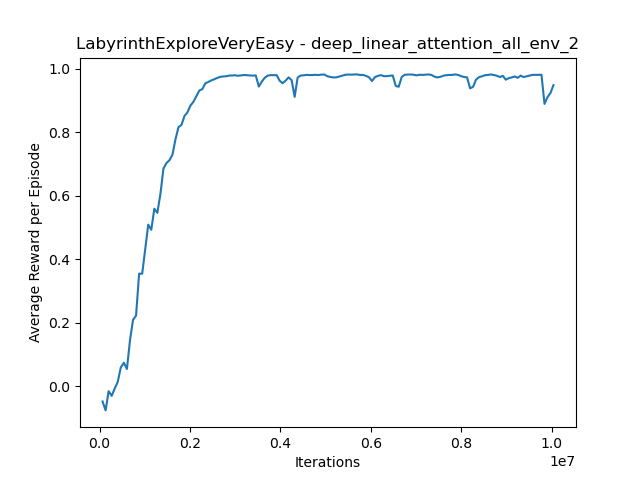 LabyrinthExploreVeryEasy - deep_linear_attention_all_env_2
Average Reward per Episode
1.0
0.8
0.6
0.4
0.2
0.0
0.0 0.2 0.4 0.6 0.8 1.0
1e7
Iterations